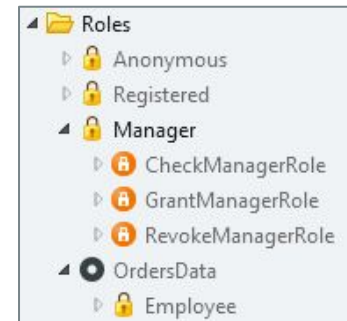 Roles
Anonymous
Registered
Manager
CheckManagerRole
GrantManagerRole
RevokeManagerRole
OrdersData
Employee